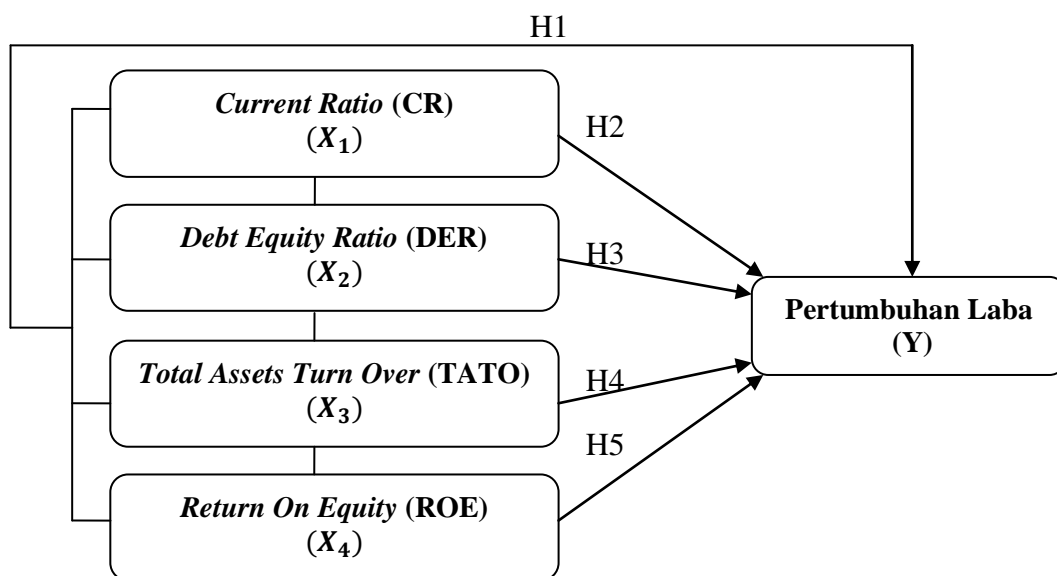 H1
Current Ratio (CR)
(X₁)
H2
Debt Equity Ratio (DER)
(X₂)
H3
Pertumbuhan Laba
(Y)
Total Assets Turn Over (TATO)
(X₃)
H4
H5
Return On Equity (ROE)
(X₄)